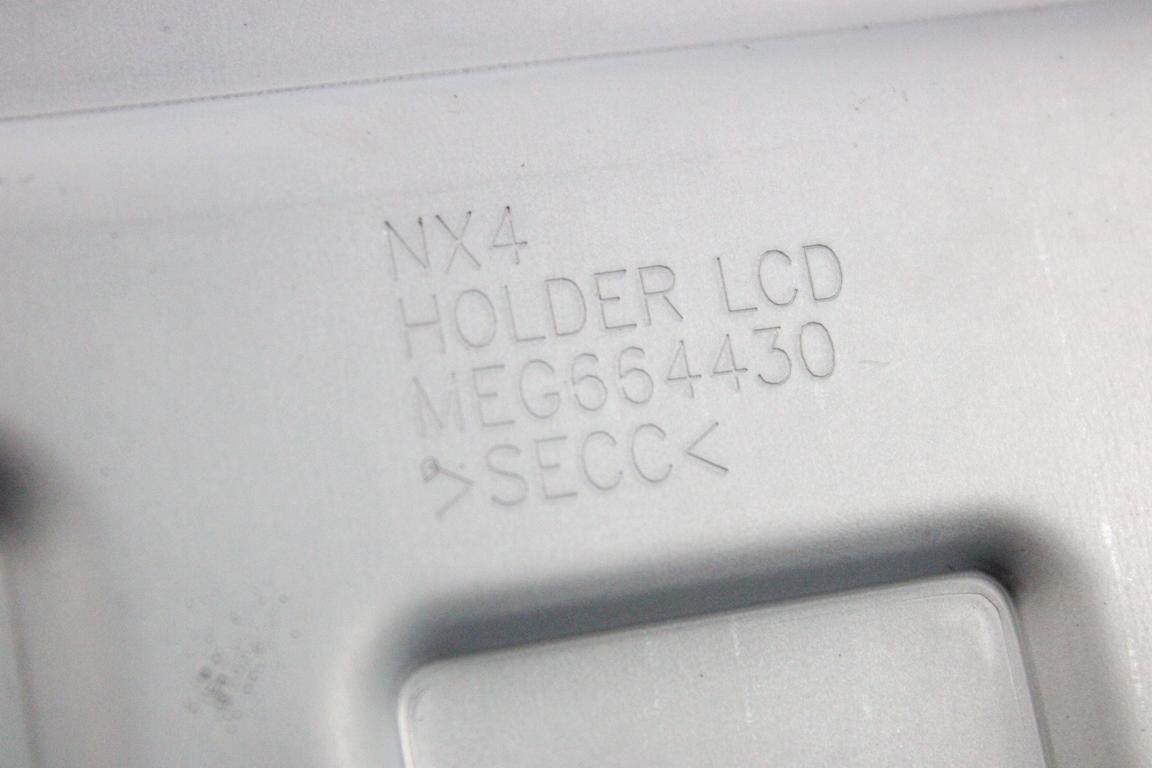 NX4
HOLDER LCD
MEG664430
>SECC<